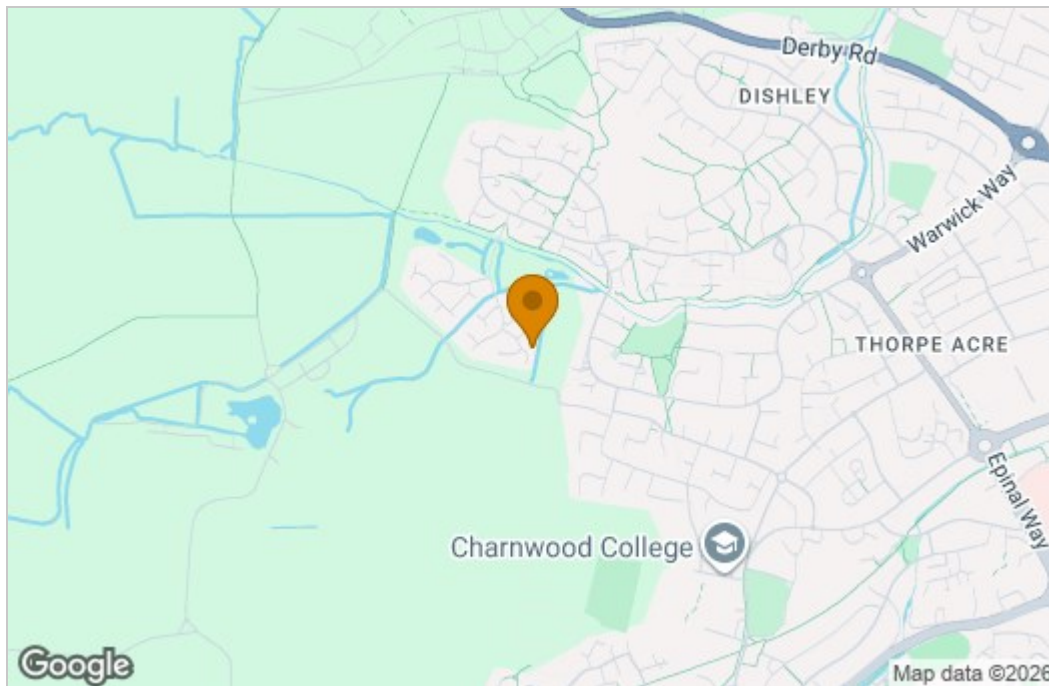 Derby Rd
DISHLEY
Warwick Way
THORPE ACRE
Epinal Way
Charnwood College
Google
Map data ©2026